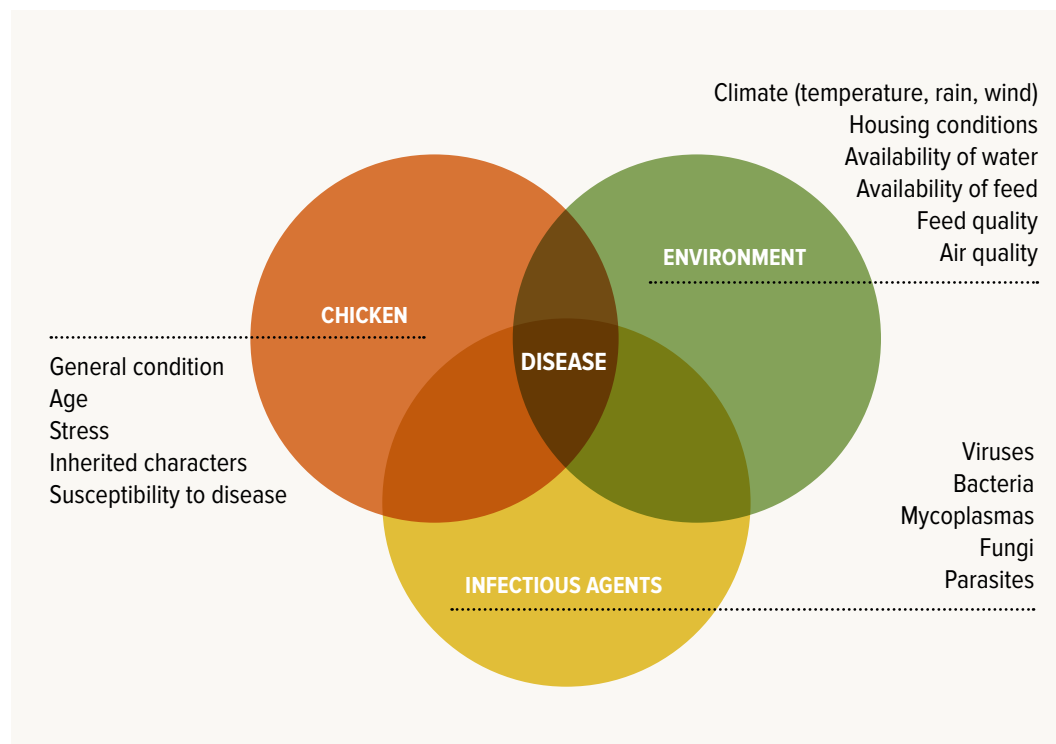 Climate (temperature, rain, wind)
Housing conditions
Availability of water
Availability of feed
Feed quality
Air quality
ENVIRONMENT
CHICKEN
General condition
Age
Stress
Inherited characters
Susceptibility to disease
DISEASE
Viruses
Bacteria
Mycoplasmas
Fungi
Parasites
INFECTIOUS AGENTS